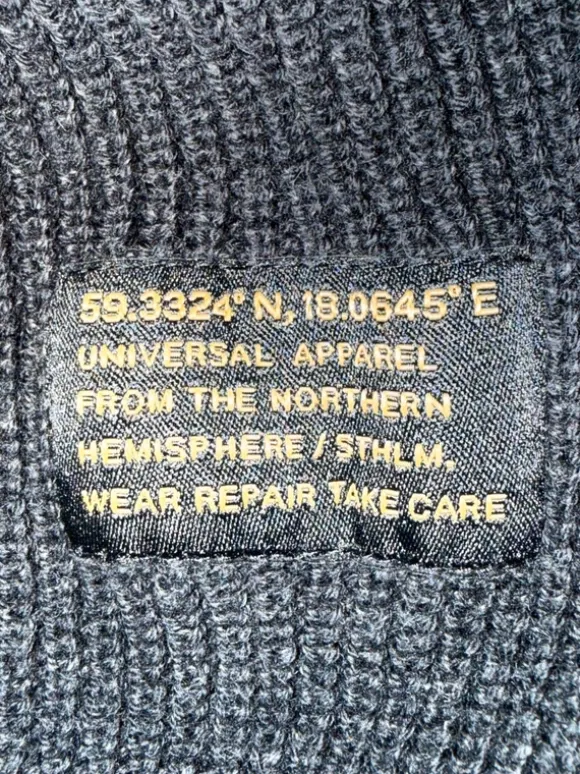 59.3324° N, 18.0645° E
UNIVERSAL APPAREL
FROM THE NORTHERN
HEMISPHERE / STHLM.
WEAR REPAIR TAKE CARE